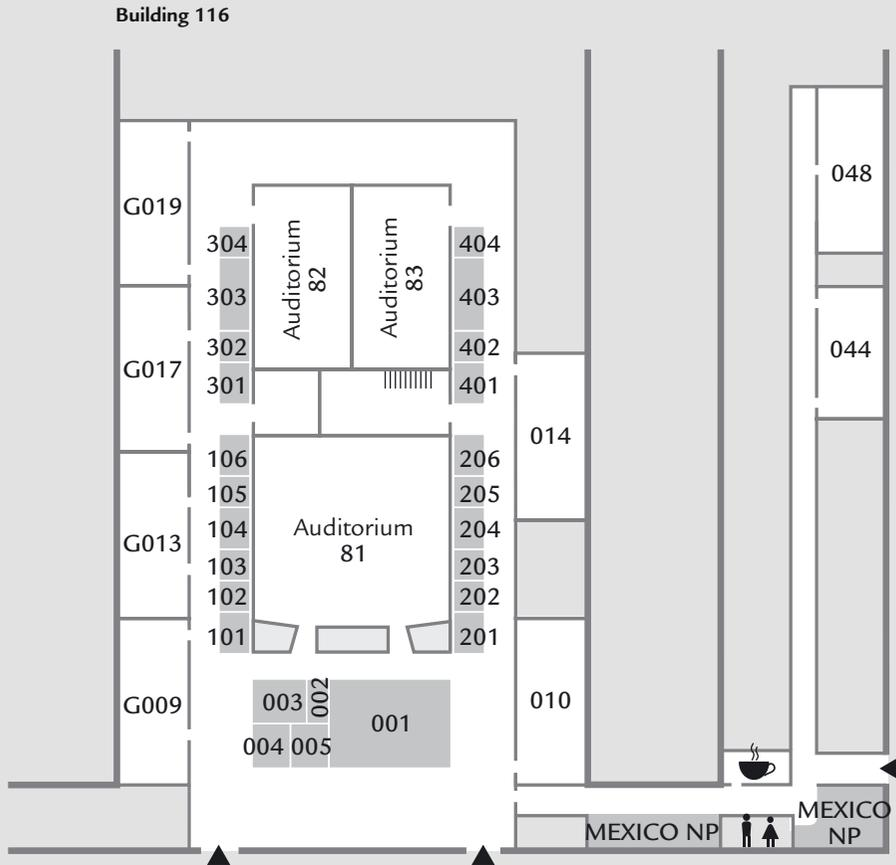 Building 116
G019
G017
G013
G009
304
303
302
301
106
105
104
103
102
101
Auditorium
82
Auditorium
83
Auditorium
81
404
403
402
401
206
205
204
203
202
201
003
002
001
004
005
014
010
048
044
MEXICO NP
MEXICO
NP